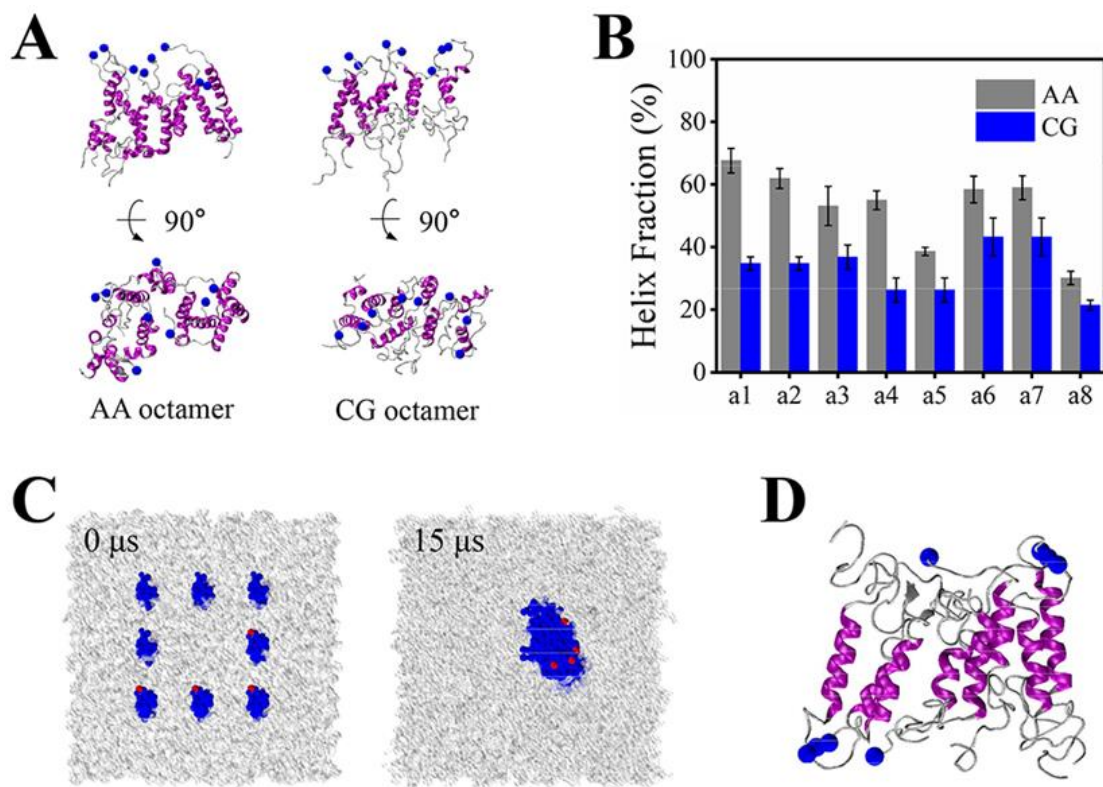 A
90°
90°
AA octamer
CG octamer
B
Helix Fraction (%)
100
80
60
40
20
0
AA
CG
a1 a2 a3 a4 a5 a6 a7 a8
C
0 μs
15 μs
D